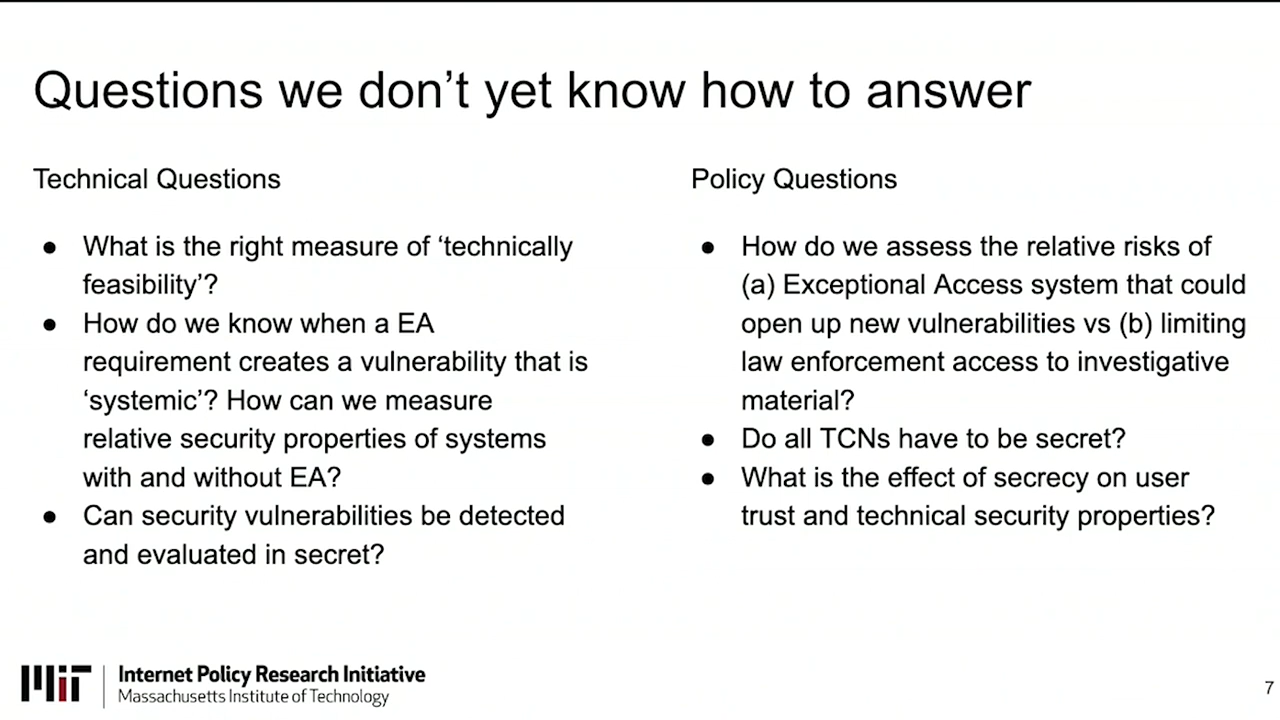 Questions we don’t yet know how to answer
Technical Questions
● What is the right measure of ‘technically
feasibility’?
● How do we know when a EA
requirement creates a vulnerability that is
‘systemic’? How can we measure
relative security properties of systems
with and without EA?
● Can security vulnerabilities be detected
and evaluated in secret?
Policy Questions
● How do we assess the relative risks of
(a) Exceptional Access system that could
open up new vulnerabilities vs (b) limiting
law enforcement access to investigative
material?
● Do all TCNs have to be secret?
● What is the effect of secrecy on user
trust and technical security properties?
MIT
Internet Policy Research Initiative
Massachusetts Institute of Technology
7